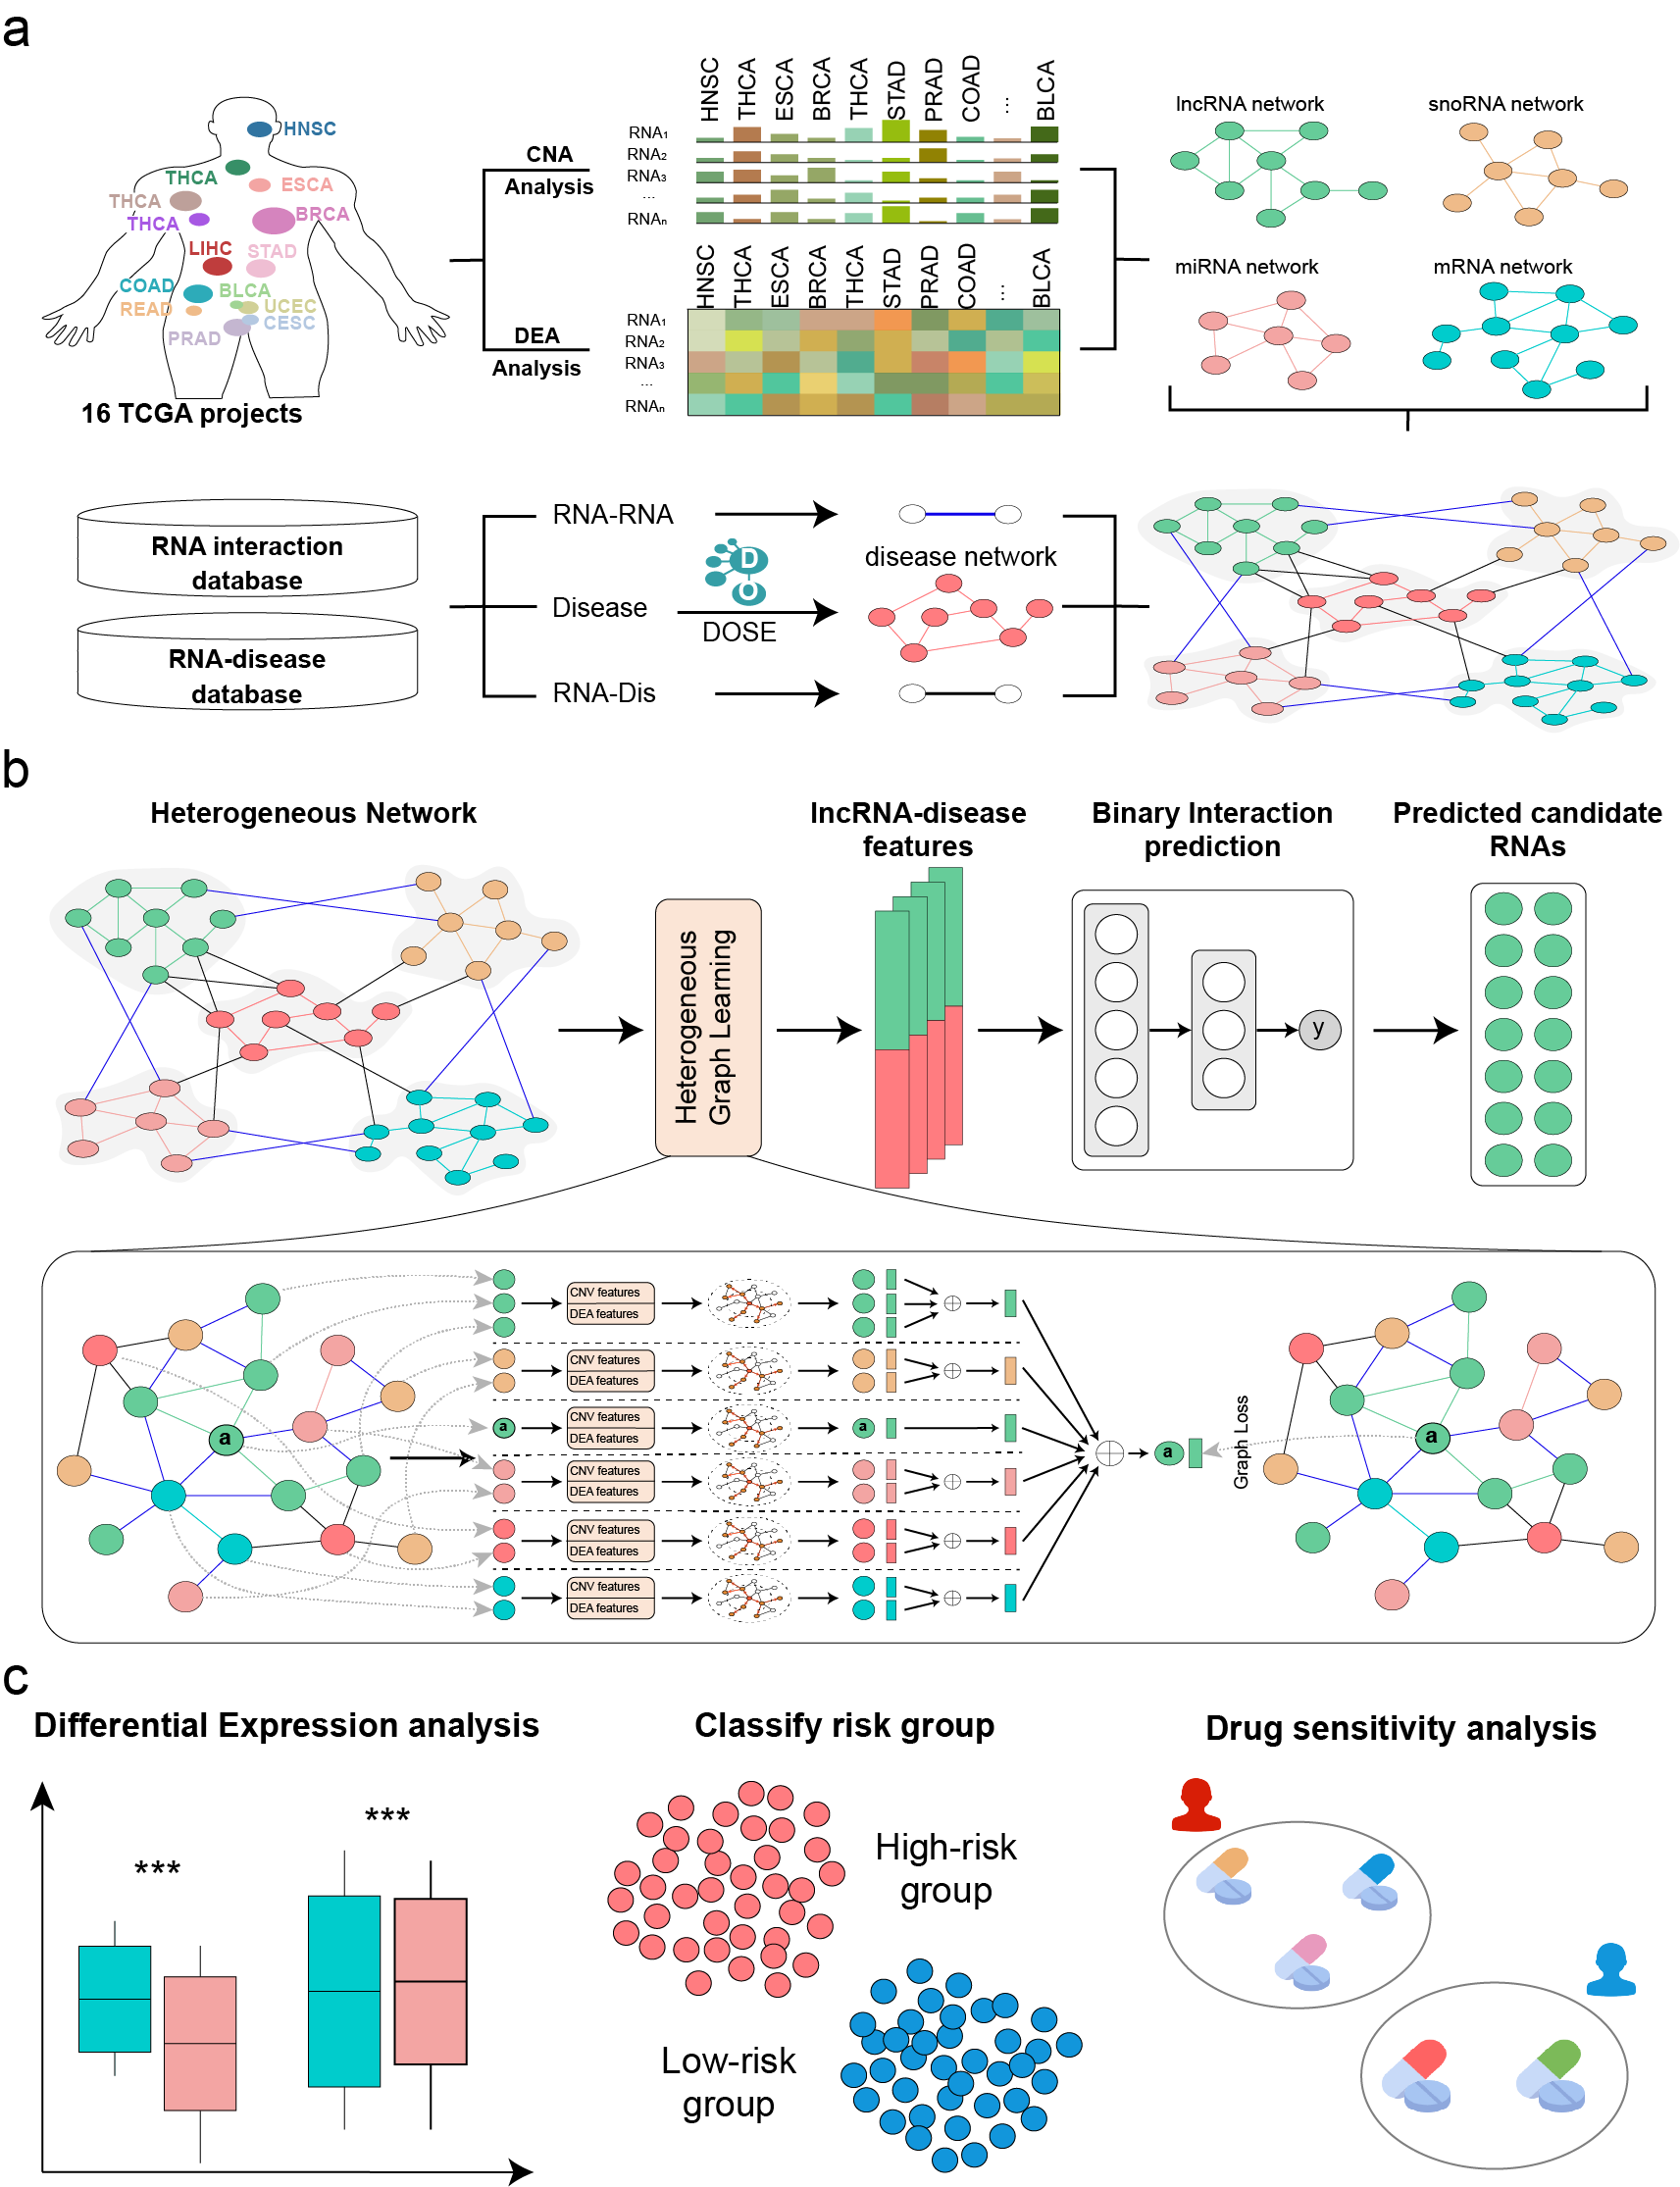 a
HNSC
THCA
ESCA
THCA
BRCA
THCA
LIHC
STAD
COAD
BLCA
READ
UCEC
CESC
PRAD
16 TCGA projects
CNA
Analysis
DEA
Analysis
HNSC
THCA
ESCA
BRCA
THCA
STAD
PRAD
COAD
...
BLCA
RNA₁
RNA₂
RNA₃
...
RNAₙ
HNSC
THCA
ESCA
BRCA
THCA
STAD
PRAD
COAD
...
BLCA
RNA₁
RNA₂
RNA₃
...
RNAₙ
lncRNA network
snoRNA network
miRNA network
mRNA network
RNA interaction
database
RNA-disease
database
RNA-RNA
Disease
RNA-Dis
D
O
DOSE
disease network
b
Heterogeneous Network
Heterogeneous
Graph Learning
lncRNA-disease
features
Binary Interaction
prediction
y
Predicted candidate
RNAs
a
CNV features
DEA features
CNV features
DEA features
a
CNV features
DEA features
a
CNV features
DEA features
CNV features
DEA features
CNV features
DEA features
a
Graph Loss
a
c
Differential Expression analysis
***
***
Classify risk group
High-risk
group
Low-risk
group
Drug sensitivity analysis